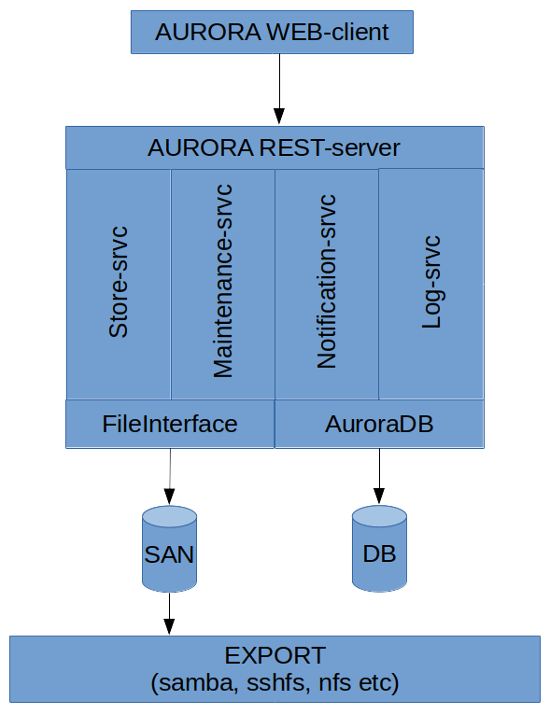 AURORA WEB-client
AURORA REST-server
Store-srvc
Maintenance-srvc
Notification-srvc
Log-srvc
FileInterface
AuroraDB
SAN
DB
EXPORT
(samba, sshfs, nfs etc)